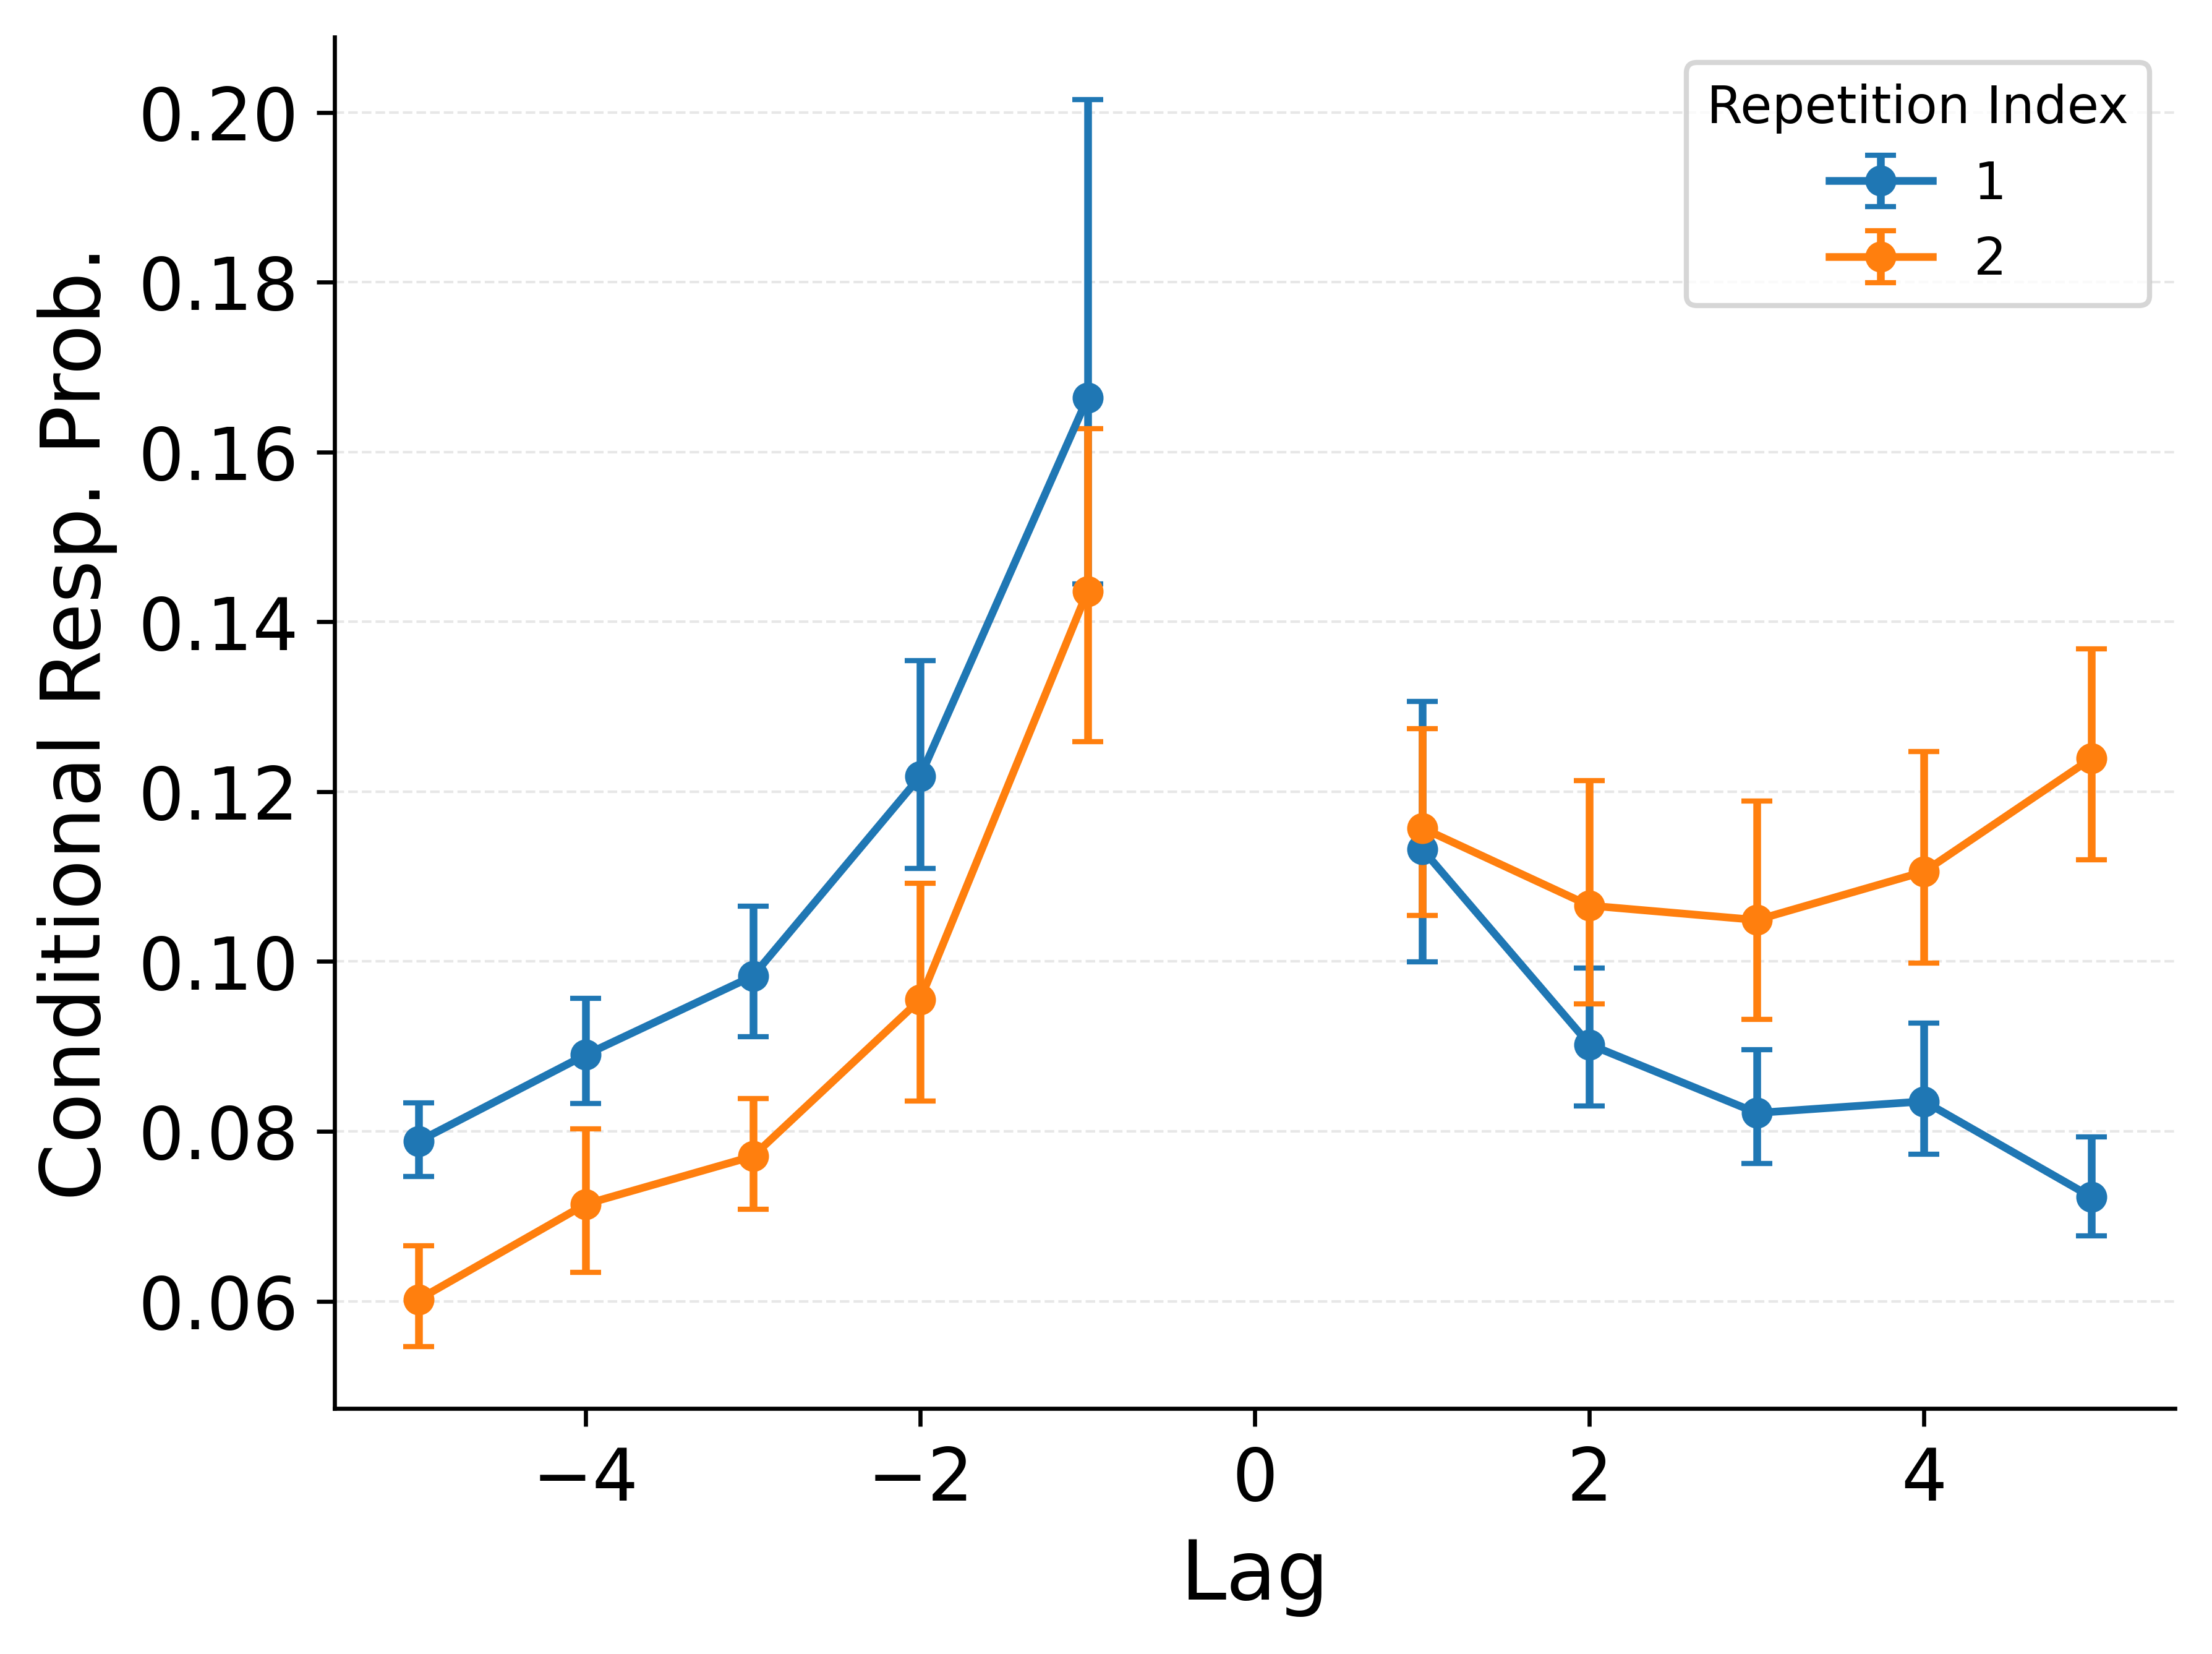 Conditional Resp. Prob.
0.20
0.18
0.16
0.14
0.12
0.10
0.08
0.06
Repetition Index
1
2
−4 −2 0 2 4
Lag